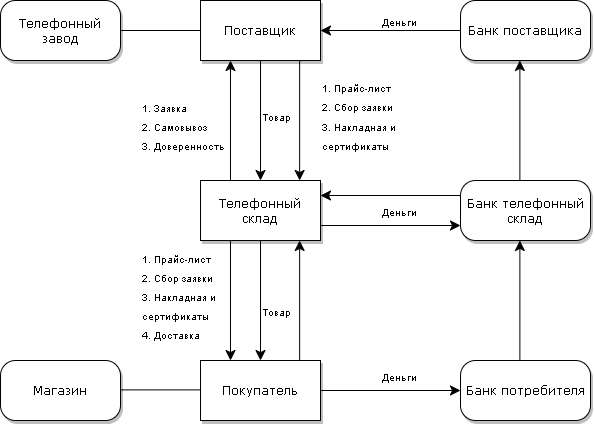 Телефонный
завод
Поставщик
Деньги
Банк поставщика
1. Заявка
2. Самовывоз
3. Доверенность
Товар
1. Прайс-лист
2. Сбор заявки
3. Накладная и
сертификаты
Телефонный
склад
Деньги
Банк телефонный
склад
1. Прайс-лист
2. Сбор заявки
3. Накладная и
сертификаты
4. Доставка
Товар
Магазин
Покупатель
Деньги
Банк потребителя